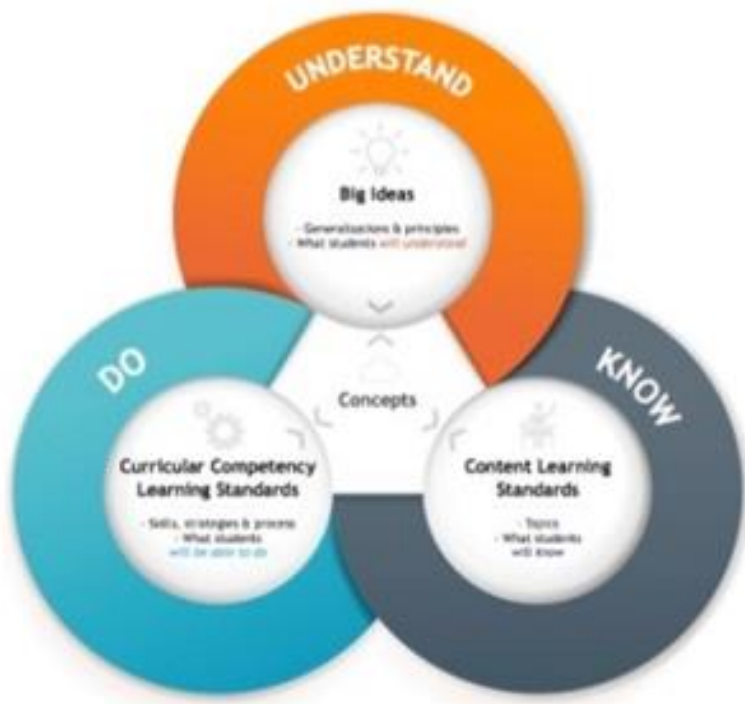 UNDERSTAND
Big Ideas
- Generalizations & principles
- What students will understand
DO
KNOW
Concepts
Curricular Competency
Learning Standards
- Skills, strategies & process
- What students
will be able to do
Content Learning
Standards
- Topics
- What students
will know